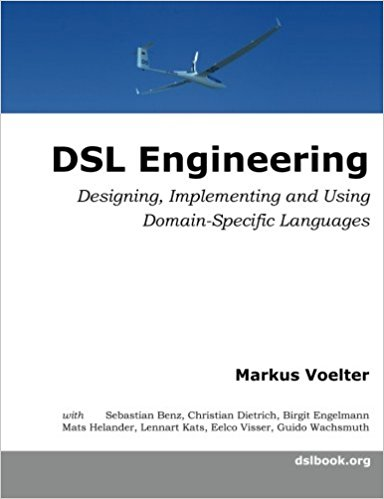 DSL Engineering
Designing, Implementing and Using
Domain-Specific Languages
Markus Voelter
with Sebastian Benz, Christian Dietrich, Birgit Engelmann
Mats Helander, Lennart Kats, Eelco Visser, Guido Wachsmuth
dslbook.org